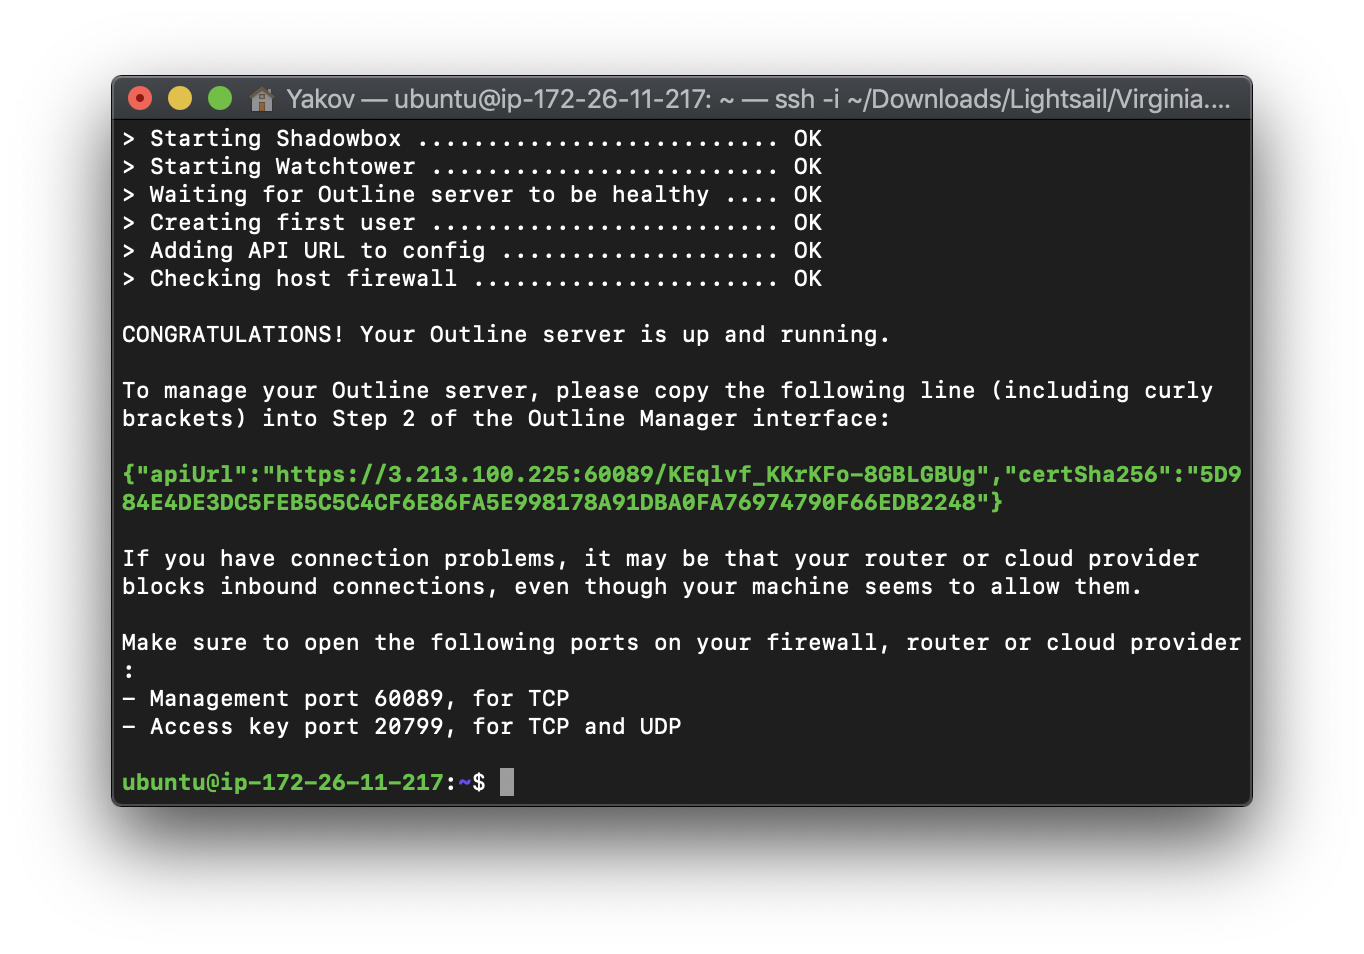 Yakov — ubuntu@ip-172-26-11-217: ~ — ssh -i ~/Downloads/Lightsail/Virginia....
> Starting Shadowbox .......................... OK
> Starting Watchtower ......................... OK
> Waiting for Outline server to be healthy .... OK
> Creating first user ......................... OK
> Adding API URL to config .................... OK
> Checking host firewall ...................... OK
CONGRATULATIONS! Your Outline server is up and running.
To manage your Outline server, please copy the following line (including curly
brackets) into Step 2 of the Outline Manager interface:
{"apiUrl":"https://3.213.100.225:60089/KEqlvf_KKrKFo-8GBLGBUg","certSha256":"5D9
84E4DE3DC5FEB5C5C4CF6E86FA5E998178A91DBA0FA76974790F66EDB2248"}
If you have connection problems, it may be that your router or cloud provider
blocks inbound connections, even though your machine seems to allow them.
Make sure to open the following ports on your firewall, router or cloud provider
:
- Management port 60089, for TCP
- Access key port 20799, for TCP and UDP
ubuntu@ip-172-26-11-217:~$